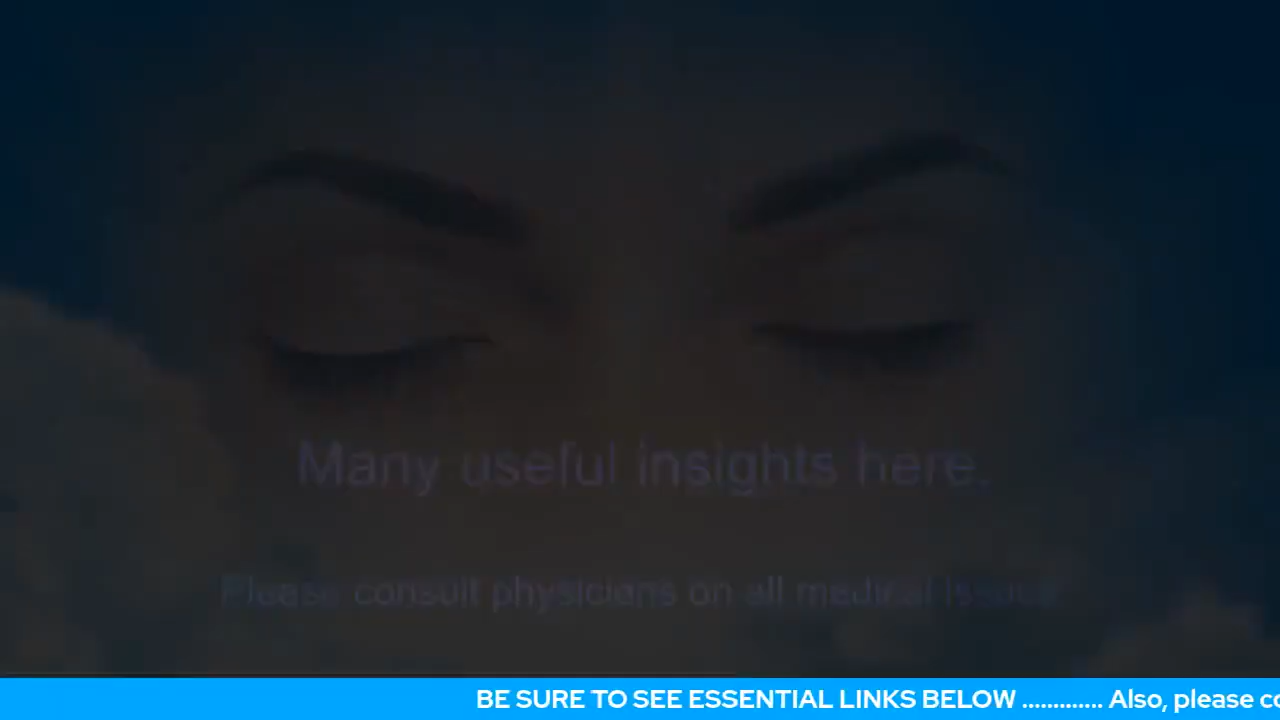 Many useful insights here.
Please consult physicians on all medical issues
BE SURE TO SEE ESSENTIAL LINKS BELOW ............. Also, please co